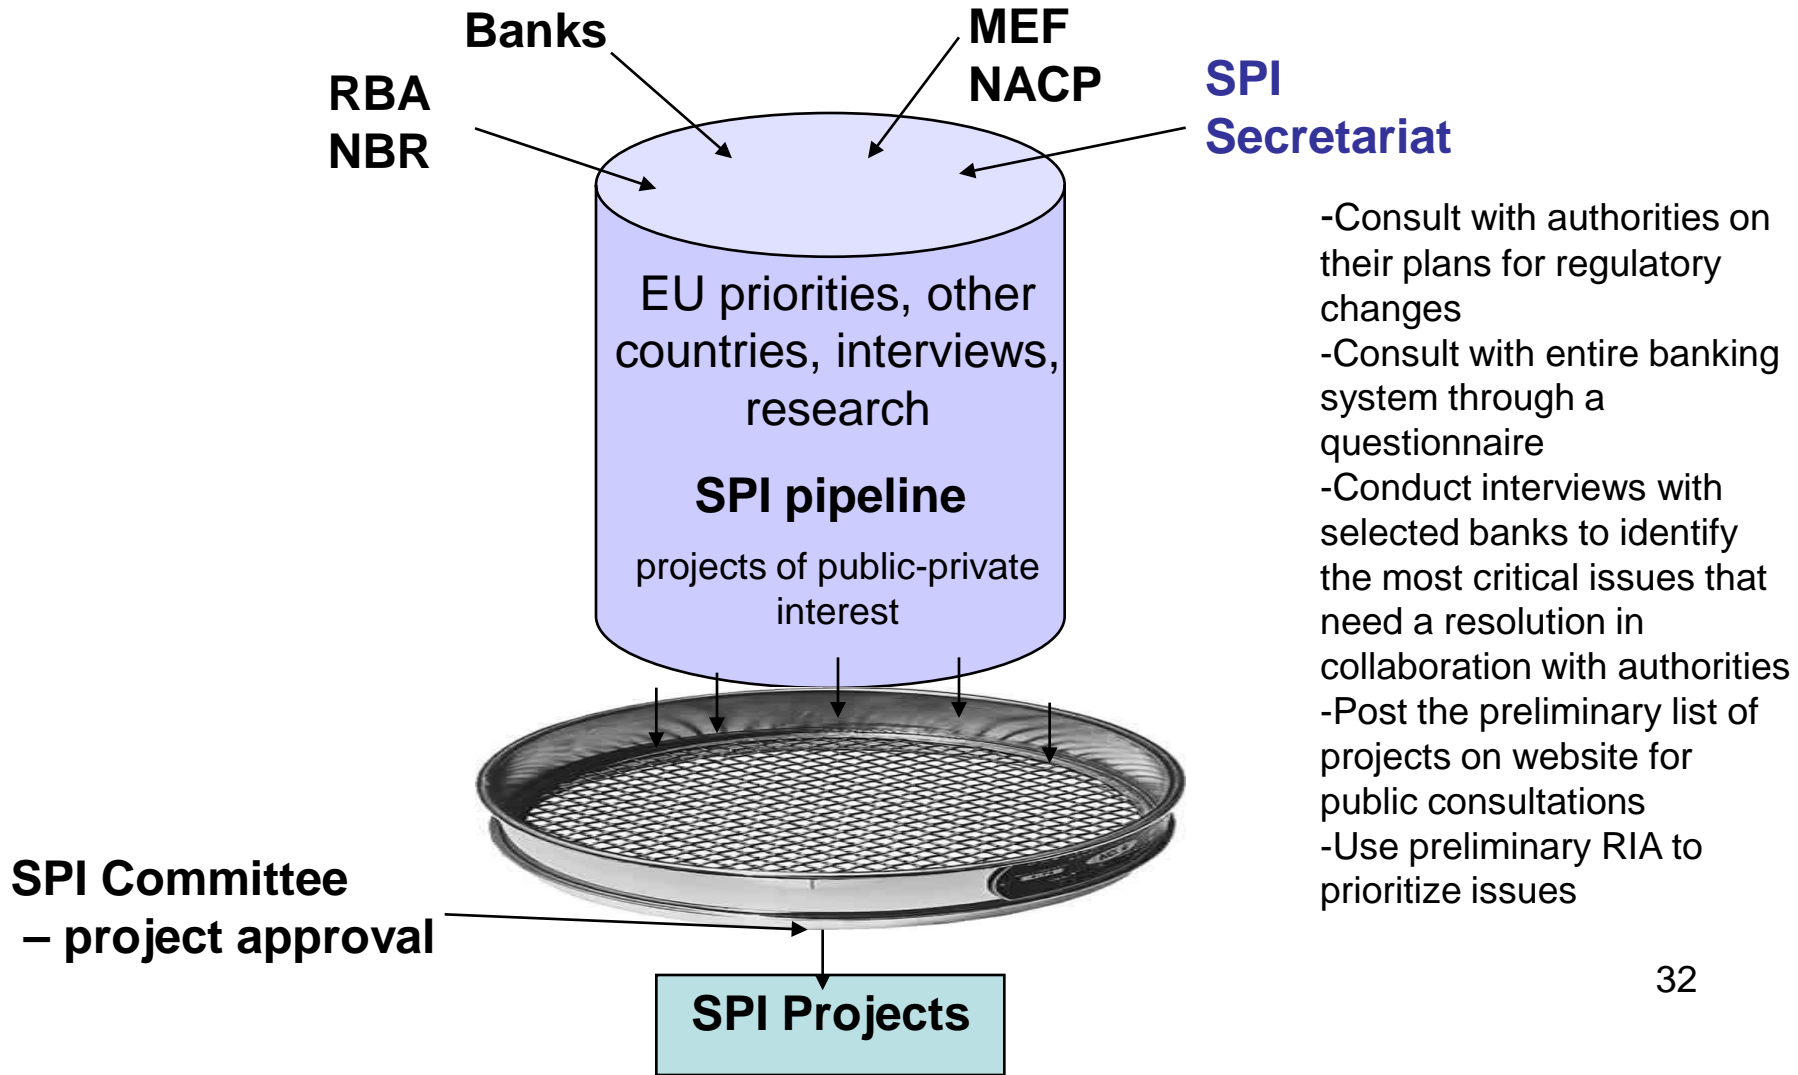 Banks
MEF
NACP
RBA
NBR
SPI
Secretariat
EU priorities, other
countries, interviews,
research
SPI pipeline
projects of public-private
interest
-Consult with authorities on
their plans for regulatory
changes
-Consult with entire banking
system through a
questionnaire
-Conduct interviews with
selected banks to identify
the most critical issues that
need a resolution in
collaboration with authorities
-Post the preliminary list of
projects on website for
public consultations
-Use preliminary RIA to
prioritize issues
SPI Committee
– project approval
SPI Projects
32